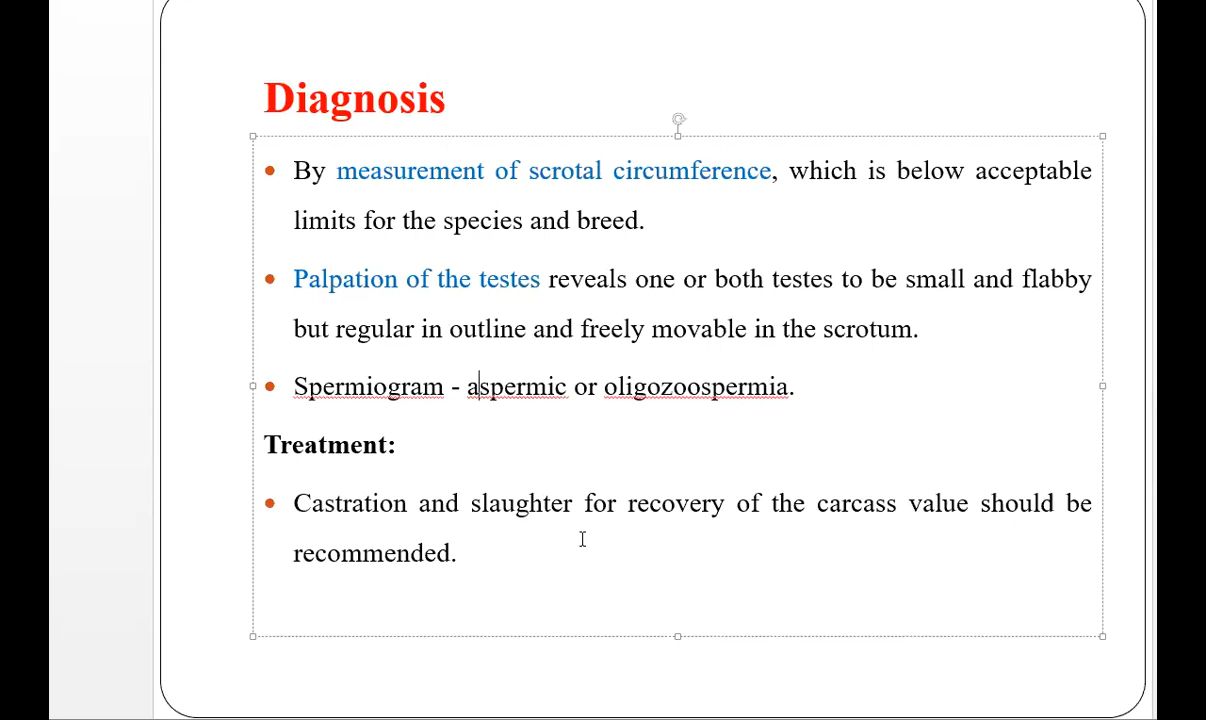 Diagnosis
• By measurement of scrotal circumference, which is below acceptable
limits for the species and breed.
• Palpation of the testes reveals one or both testes to be small and flabby
but regular in outline and freely movable in the scrotum.
• Spermiogram - aspermic or oligozoospermia.
Treatment:
• Castration and slaughter for recovery of the carcass value should be
recommended.